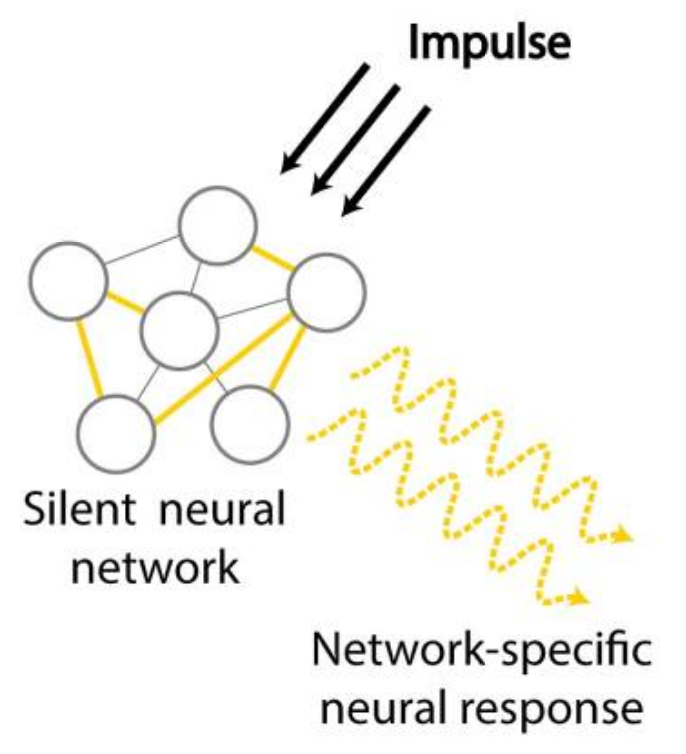 Impulse
Silent neural
network
Network-specific
neural response